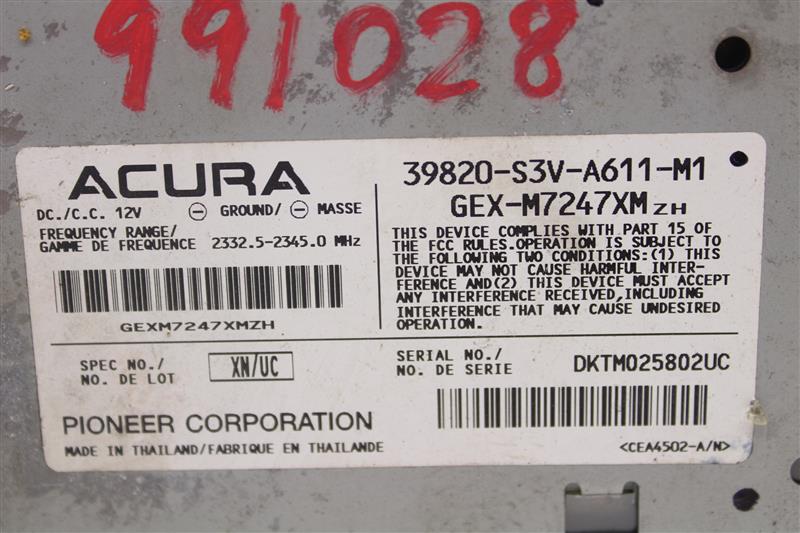 991028
ACURA
DC./C.C. 12V ⊖ GROUND/ ⊖ MASSE
FREQUENCY RANGE/
GAMME DE FREQUENCE 2332.5-2345.0 MHz
GEXM7247XMZH
39820-S3V-A611-M1
GEX-M7247XM ZH
THIS DEVICE COMPLIES WITH PART 15 OF
THE FCC RULES.OPERATION IS SUBJECT TO
THE FOLLOWING TWO CONDITIONS:(1) THIS
DEVICE MAY NOT CAUSE HARMFUL INTER-
FERENCE AND(2) THIS DEVICE MUST ACCEPT
ANY INTERFERENCE RECEIVED,INCLUDING
INTERFERENCE THAT MAY CAUSE UNDESIRED
OPERATION.
SPEC NO./
NO. DE LOT XN/UC
SERIAL NO./
NO. DE SERIE DKTM025802UC
PIONEER CORPORATION
MADE IN THAILAND/FABRIQUE EN THAILANDE
<CEA4502-A/N>